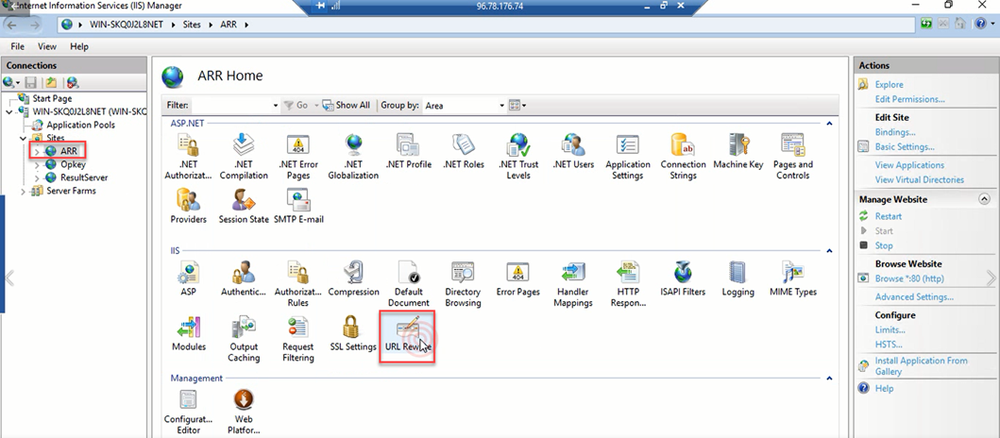 Internet Information Services (IIS) Manager
96.78.176.74
WIN-SKQ0J2L8NET
Sites
ARR
File View Help
Connections
Start Page
WIN-SKQ0J2L8NET (WIN-SKQ
Application Pools
Sites
ARR
Opkey
ResultServer
Server Farms
ARR Home
Filter: Go Show All Group by: Area
ASP.NET
.NET Authorizat...
.NET Compilation
.NET Error Pages
.NET Globalization
.NET Profile
.NET Roles
.NET Trust Levels
.NET Users
Application Settings
Connection Strings
Machine Key
Pages and Controls
Providers
Session State
SMTP E-mail
IIS
ASP
Authentic...
Authorizat... Rules
Compression
Default Document
Directory Browsing
Error Pages
Handler Mappings
HTTP Respon...
ISAPI Filters
Logging
MIME Types
Modules
Output Caching
Request Filtering
SSL Settings
URL Rewrite
Management
Configurat... Editor
Web Platfor...
Actions
Explore
Edit Permissions...
Edit Site
Bindings...
Basic Settings...
View Applications
View Virtual Directories
Manage Website
Restart
Start
Stop
Browse Website
Browse *:80 (http)
Advanced Settings...
Configure
Limits...
HSTS...
Install Application From
Gallery
Help